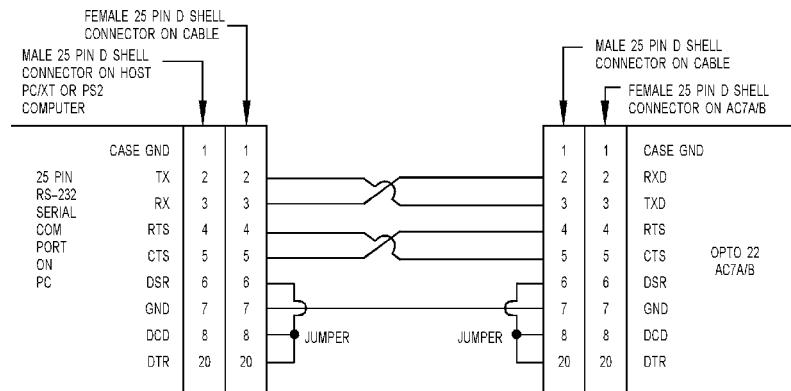 FEMALE 25 PIN D SHELL
CONNECTOR ON CABLE
MALE 25 PIN D SHELL
CONNECTOR ON HOST
PC/XT OR PS2
COMPUTER
MALE 25 PIN D SHELL
CONNECTOR ON CABLE
FEMALE 25 PIN D SHELL
CONNECTOR ON AC7A/B
25 PIN
RS-232
SERIAL
COM
PORT
ON
PC
CASE GND 1 1
TX 2 2
RX 3 3
RTS 4 4
CTS 5 5
DSR 6 6
GND 7 7
DCD 8 8
DTR 20 20
JUMPER
JUMPER
1 1 CASE GND
2 2 RXD
3 3 TXD
4 4 RTS
5 5 CTS
6 6 DSR
7 7 GND
8 8 DCD
20 20 DTR
OPTO 22
AC7A/B